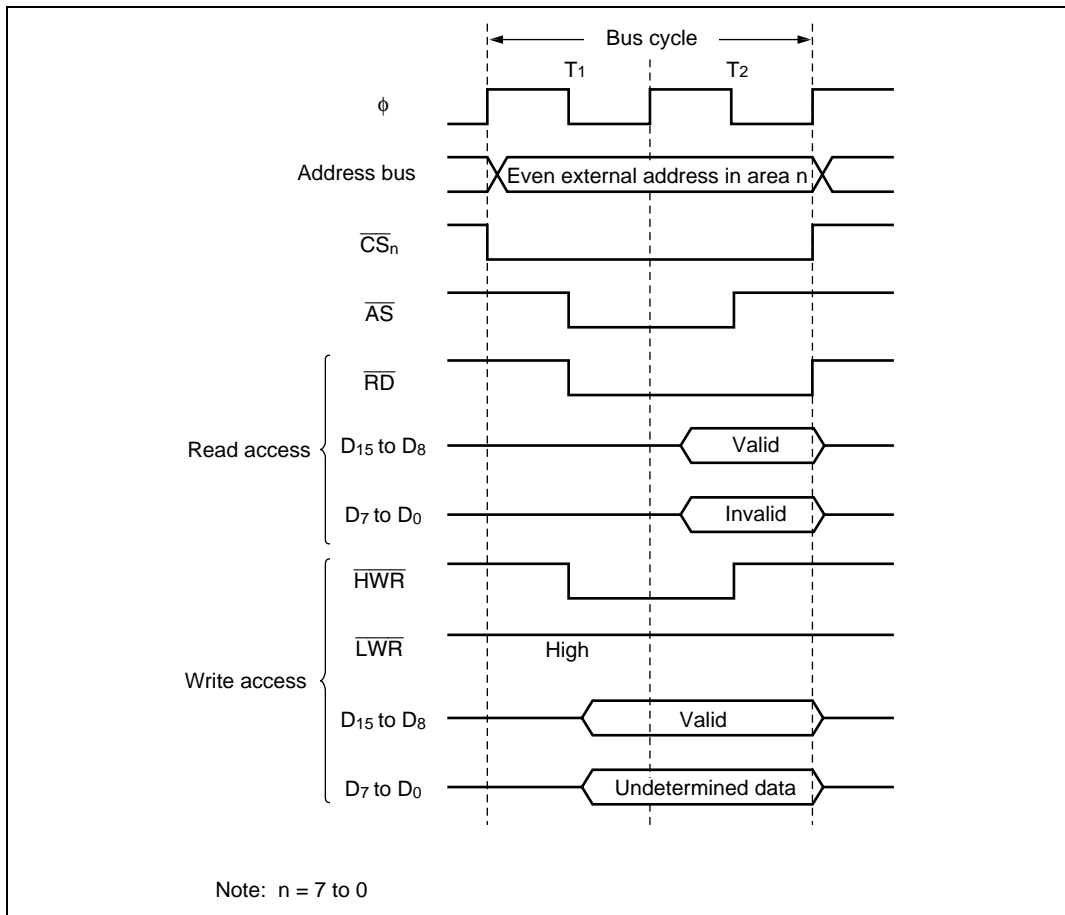 Bus cycle
T1 T2
φ
Address bus Even external address in area n
CSn
AS
RD
Read access D15 to D8 Valid
D7 to D0 Invalid
HWR
LWR High
Write access
D15 to D8 Valid
D7 to D0 Undetermined data
Note: n = 7 to 0